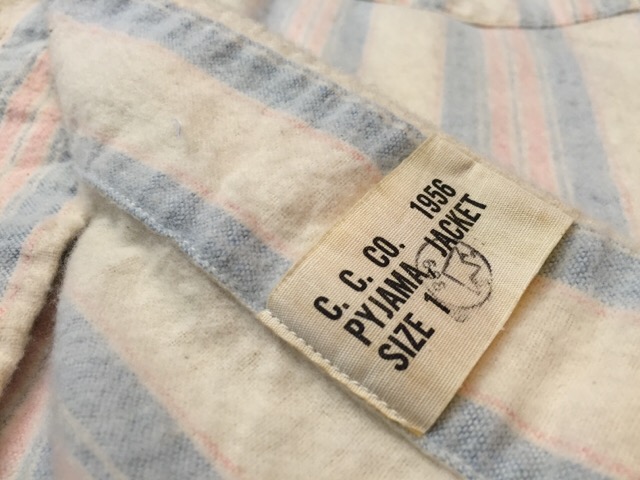 C. C. CO. 1956
PYJAMA JACKET
SIZE 1